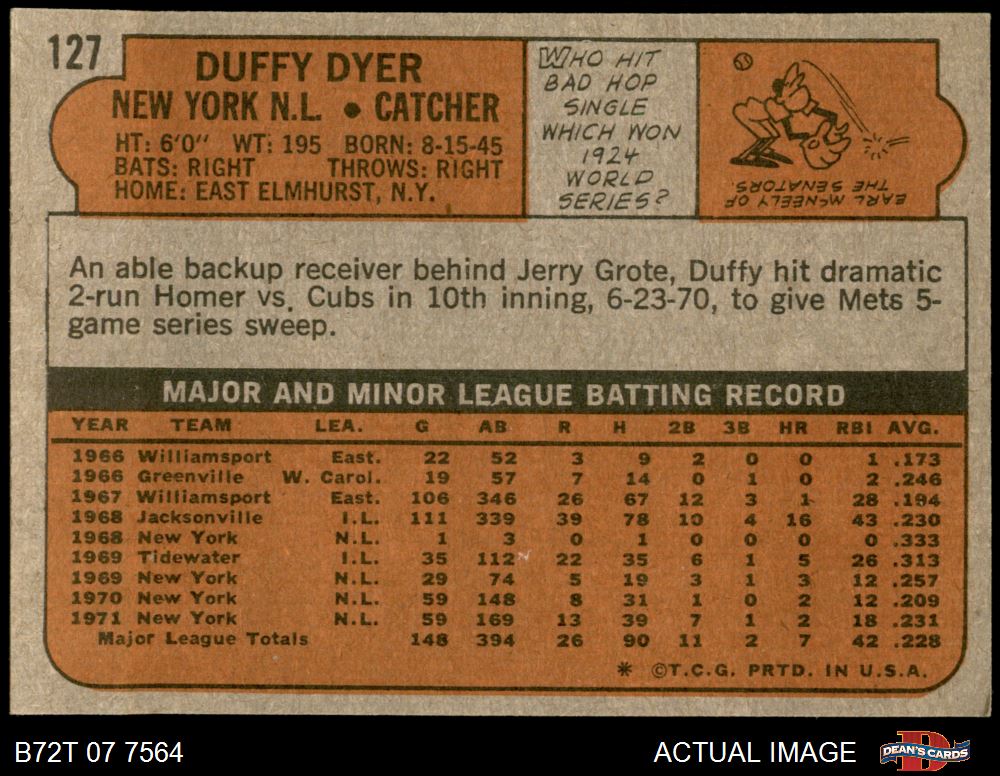 127
DUFFY DYER
NEW YORK N.L. • CATCHER
HT: 6'0" WT: 195 BORN: 8-15-45
BATS: RIGHT THROWS: RIGHT
HOME: EAST ELMHURST, N.Y.
WHO HIT
BAD HOP
SINGLE
WHICH WON
1924
WORLD
SERIES?
EARL McNEELY OF
THE SENATORS.
An able backup receiver behind Jerry Grote, Duffy hit dramatic
2-run Homer vs. Cubs in 10th inning, 6-23-70, to give Mets 5-
game series sweep.
MAJOR AND MINOR LEAGUE BATTING RECORD
YEAR TEAM LEA. G AB R H 2B 3B HR RBI AVG.
1966 Williamsport East. 22 52 3 9 2 0 0 1 .173
1966 Greenville W. Carol. 19 57 7 14 0 1 0 2 .246
1967 Williamsport East. 106 346 26 67 12 3 1 28 .194
1968 Jacksonville I.L. 111 339 39 78 10 4 16 43 .230
1968 New York N.L. 1 3 0 1 0 0 0 0 .333
1969 Tidewater I.L. 35 112 22 35 6 1 5 26 .313
1969 New York N.L. 29 74 5 19 3 1 3 12 .257
1970 New York N.L. 59 148 8 31 1 0 2 12 .209
1971 New York N.L. 59 169 13 39 7 1 2 18 .231
Major League Totals 148 394 26 90 11 2 7 42 .228
* ©T.C.G. PRTD. IN U.S.A.
B72T 07 7564
ACTUAL IMAGE
D
DEAN'S CARDS